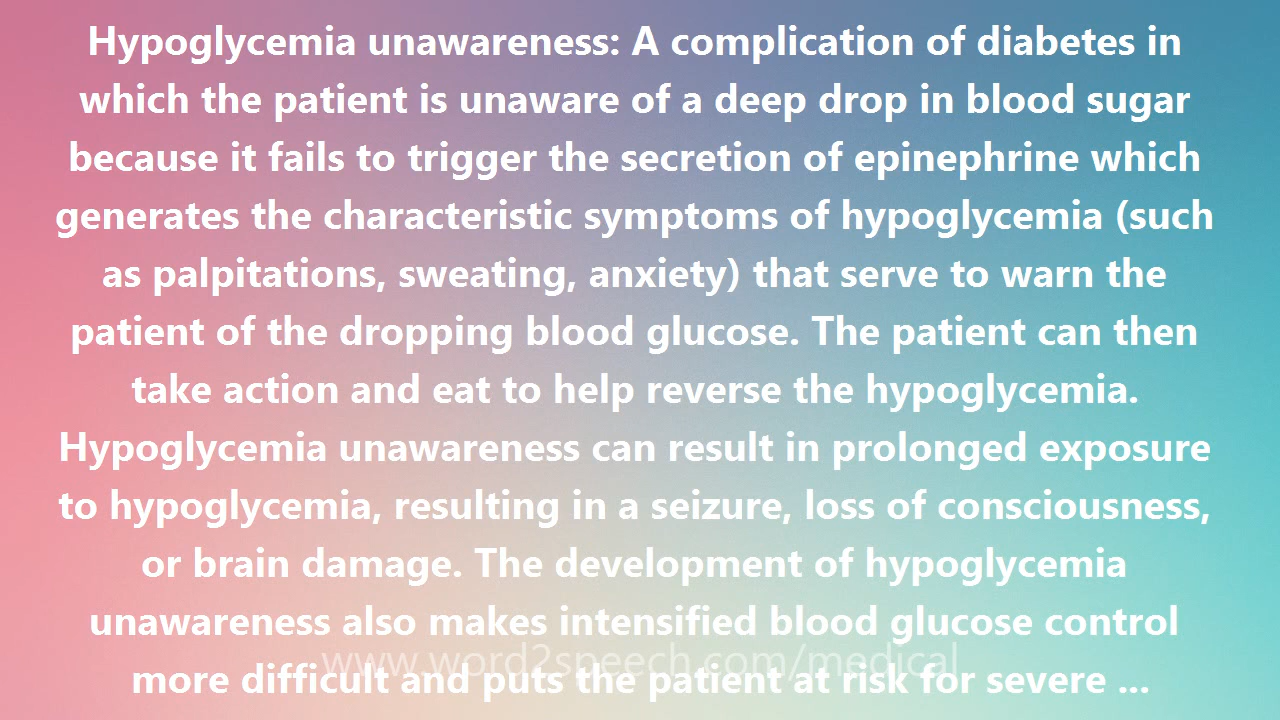 Hypoglycemia unawareness: A complication of diabetes in
which the patient is unaware of a deep drop in blood sugar
because it fails to trigger the secretion of epinephrine which
generates the characteristic symptoms of hypoglycemia (such
as palpitations, sweating, anxiety) that serve to warn the
patient of the dropping blood glucose. The patient can then
take action and eat to help reverse the hypoglycemia.
Hypoglycemia unawareness can result in prolonged exposure
to hypoglycemia, resulting in a seizure, loss of consciousness,
or brain damage. The development of hypoglycemia
unawareness also makes intensified blood glucose control
www.word2speech.com/medical
more difficult and puts the patient at risk for severe ...